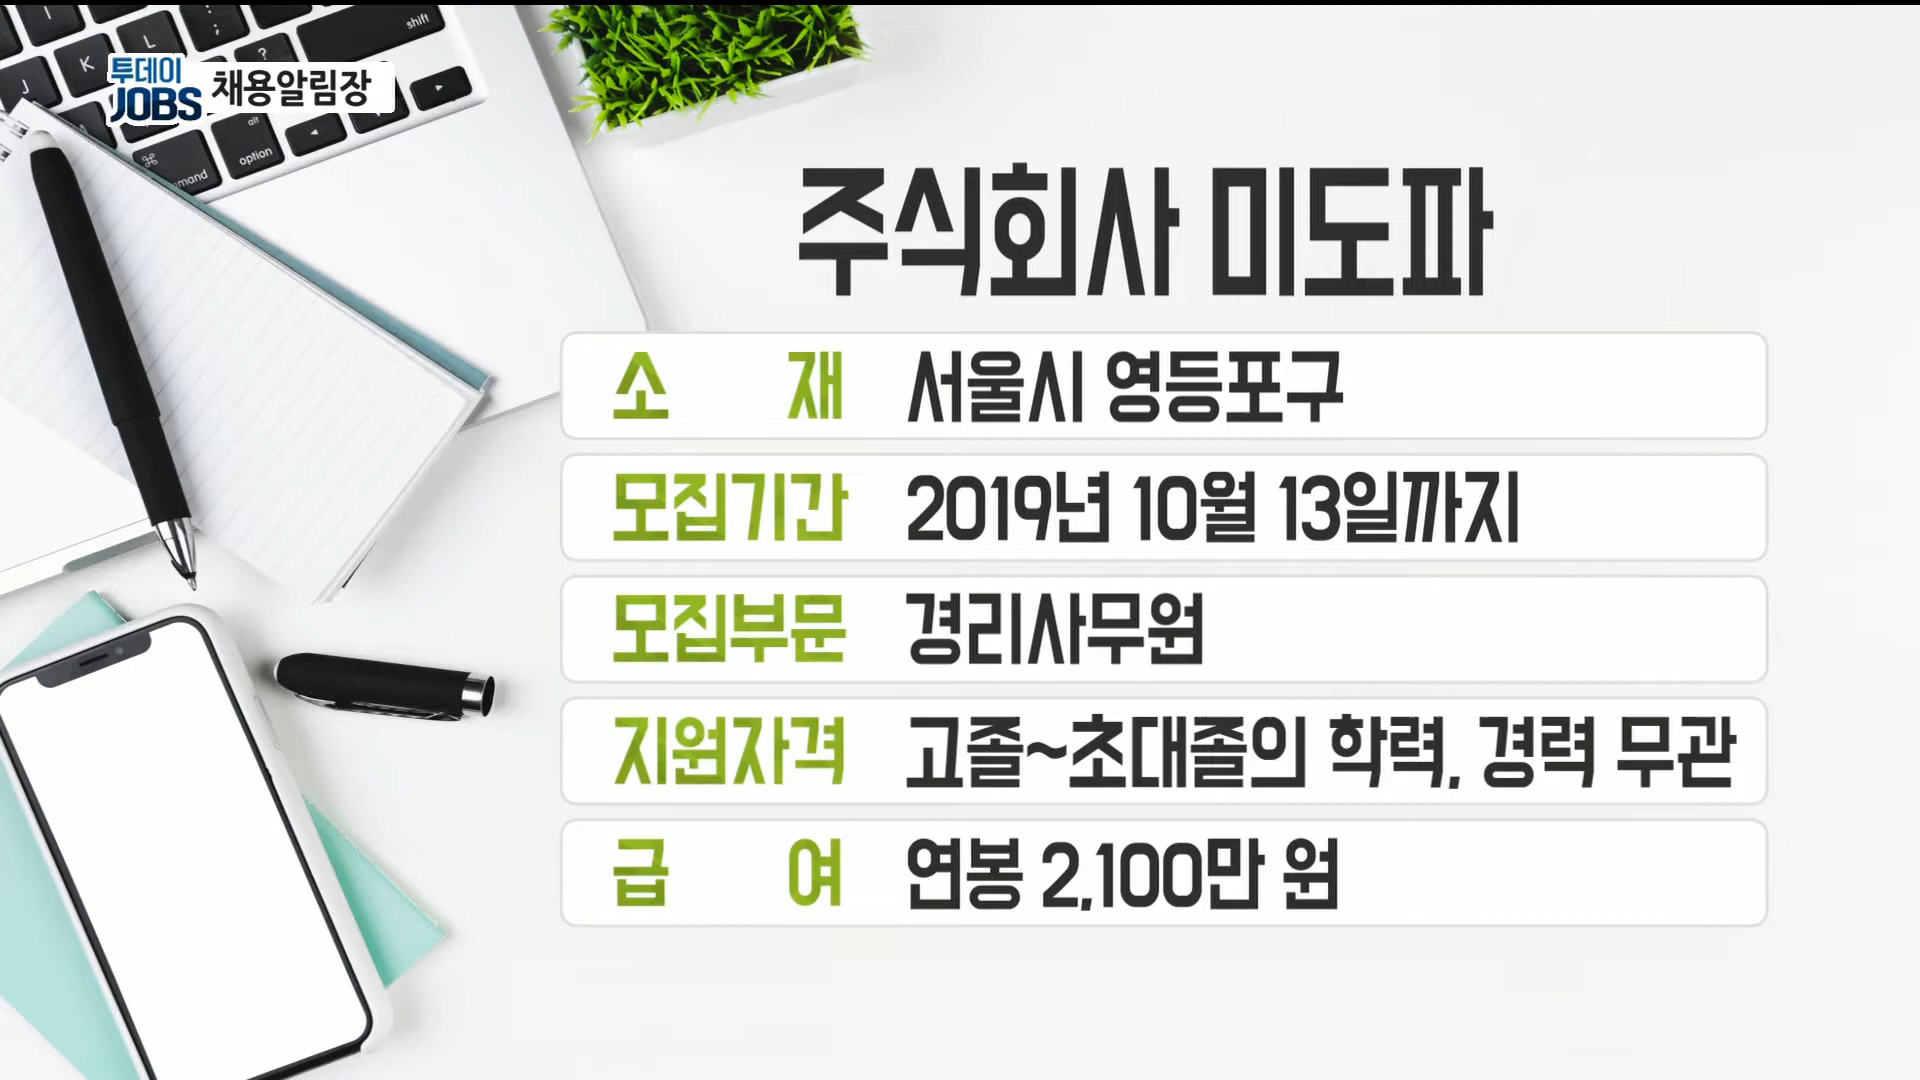 투데이
JOBS
채용알림장
주식회사 미도파
소 재 서울시 영등포구
모집기간 2019년 10월 13일까지
모집부문 경리사무원
지원자격 고졸~초대졸의 학력, 경력 무관
급 여 연봉 2,100만 원
shift
L
K
J
?
;
:
alt
option
⌘
mmand